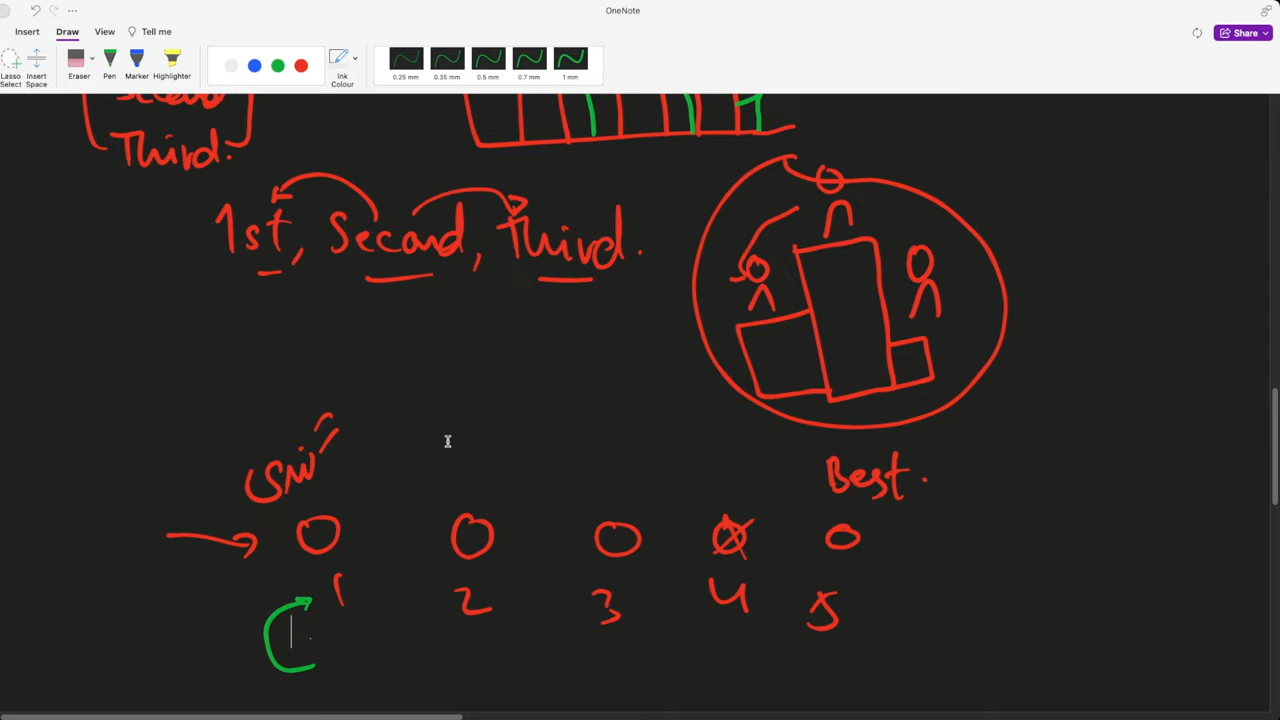 OneNote
Insert Draw View Tell me Share
Lasso Select
Insert Space
Eraser Pen Marker Highlighter
Ink Colour
0.25 mm 0.35 mm 0.5 mm 0.7 mm 1 mm
Third.
1st, Second, Third.
Best.
1 2 3 4 5